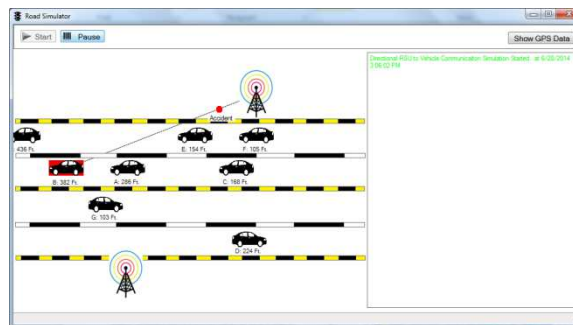 Road Simulator
Start Pause
Show GPS Data
Directional RSU to Vehicle Communication Simulation Started at 6/20/2014
3:06:02 PM
Accident
436 Ft. E: 154 Ft. F: 105 Ft.
B: 382 Ft. A: 286 Ft. C: 168 Ft.
G: 103 Ft.
D: 224 Ft.